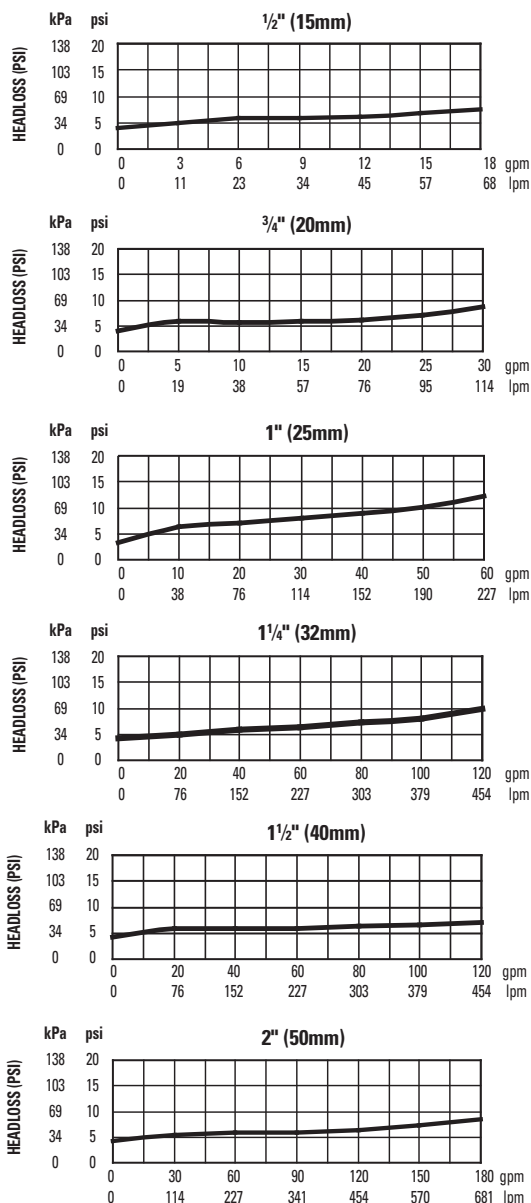 kPa psi ½" (15mm)
HEADLOSS (PSI)
138 20
103 15
69 10
34 5
0 0
0 3 6 9 12 15 18 gpm
0 11 23 34 45 57 68 lpm
kPa psi ¾" (20mm)
HEADLOSS (PSI)
138 20
103 15
69 10
34 5
0 0
0 5 10 15 20 25 30 gpm
0 19 38 57 76 95 114 lpm
kPa psi 1" (25mm)
HEADLOSS (PSI)
138 20
103 15
69 10
34 5
0 0
0 10 20 30 40 50 60 gpm
0 38 76 114 152 190 227 lpm
kPa psi 1¼" (32mm)
HEADLOSS (PSI)
138 20
103 15
69 10
34 5
0 0
0 20 40 60 80 100 120 gpm
0 76 152 227 303 379 454 lpm
kPa psi 1½" (40mm)
HEADLOSS (PSI)
138 20
103 15
69 10
34 5
0 0
0 20 40 60 80 100 120 gpm
0 76 152 227 303 379 454 lpm
kPa psi 2" (50mm)
HEADLOSS (PSI)
138 20
103 15
69 10
34 5
0 0
0 30 60 90 120 150 180 gpm
0 114 227 341 454 570 681 lpm